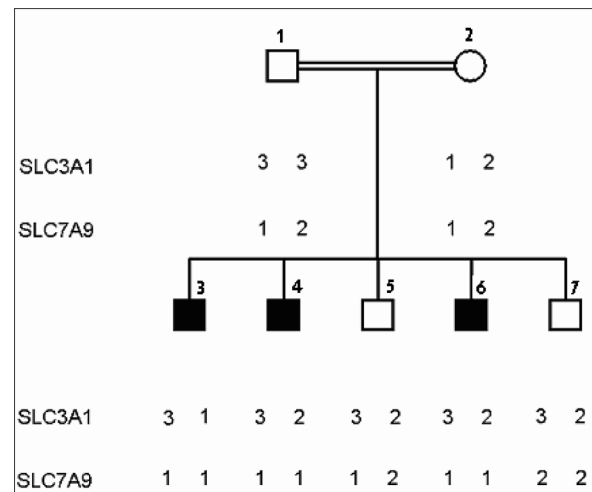 1 2
SLC3A1 3 3 1 2
SLC7A9 1 2 1 2
3 4 5 6 7
SLC3A1 3 1 3 2 3 2 3 2 3 2
SLC7A9 1 1 1 1 1 2 1 1 2 2